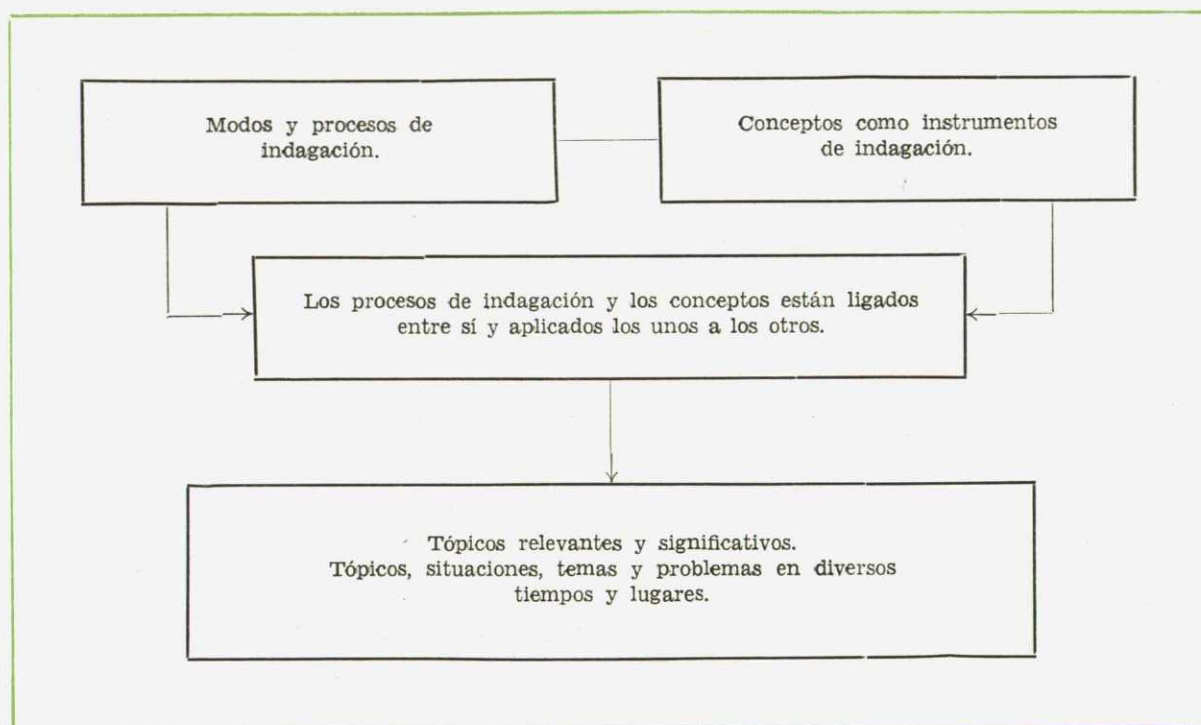 Modos y procesos de
indagación.
Conceptos como instrumentos
de indagación.
Los procesos de indagación y los conceptos están ligados
entre sí y aplicados los unos a los otros.
Tópicos relevantes y significativos.
Tópicos, situaciones, temas y problemas en diversos
tiempos y lugares.